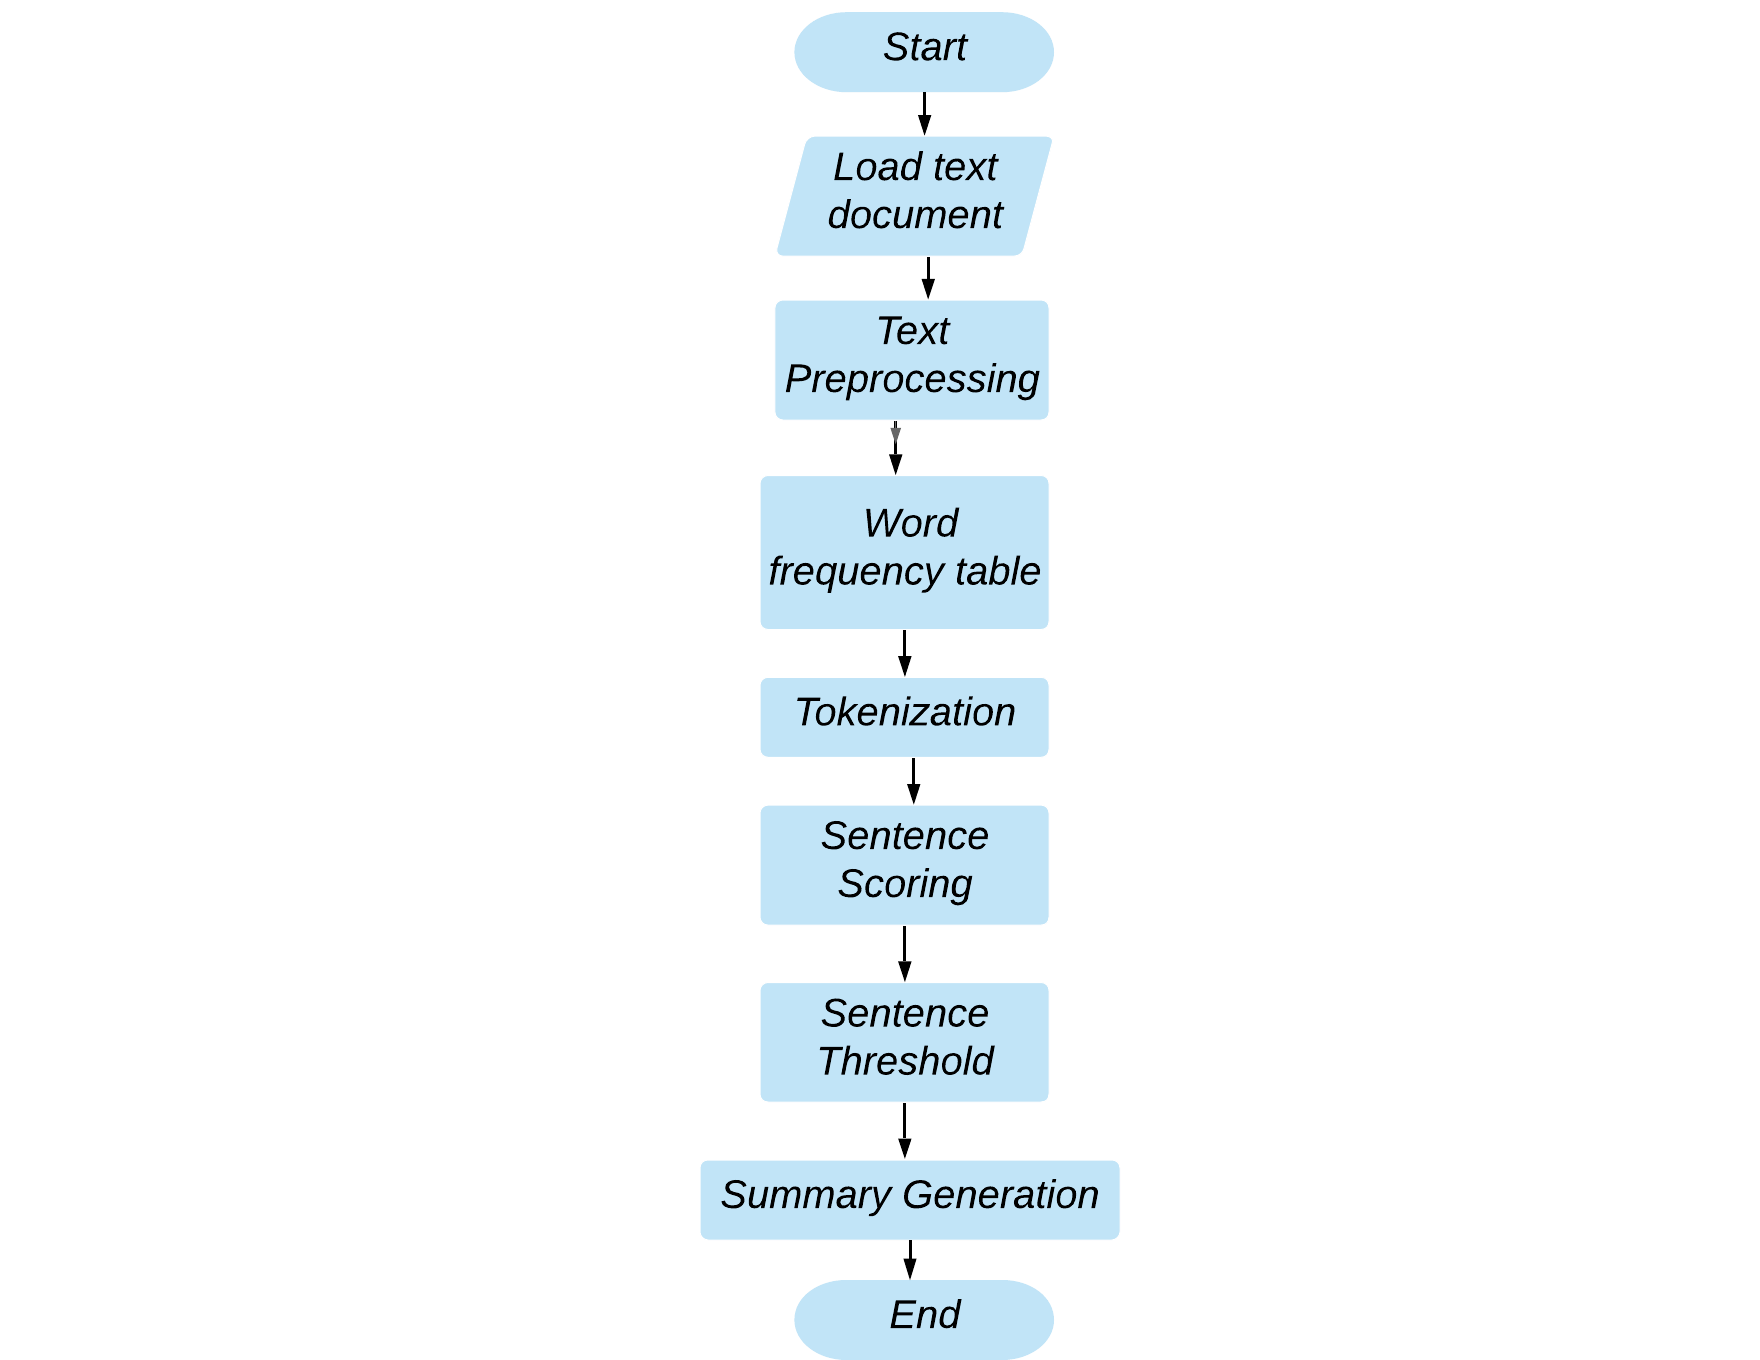 Start
Load text
document
Text
Preprocessing
Word
frequency table
Tokenization
Sentence
Scoring
Sentence
Threshold
Summary Generation
End